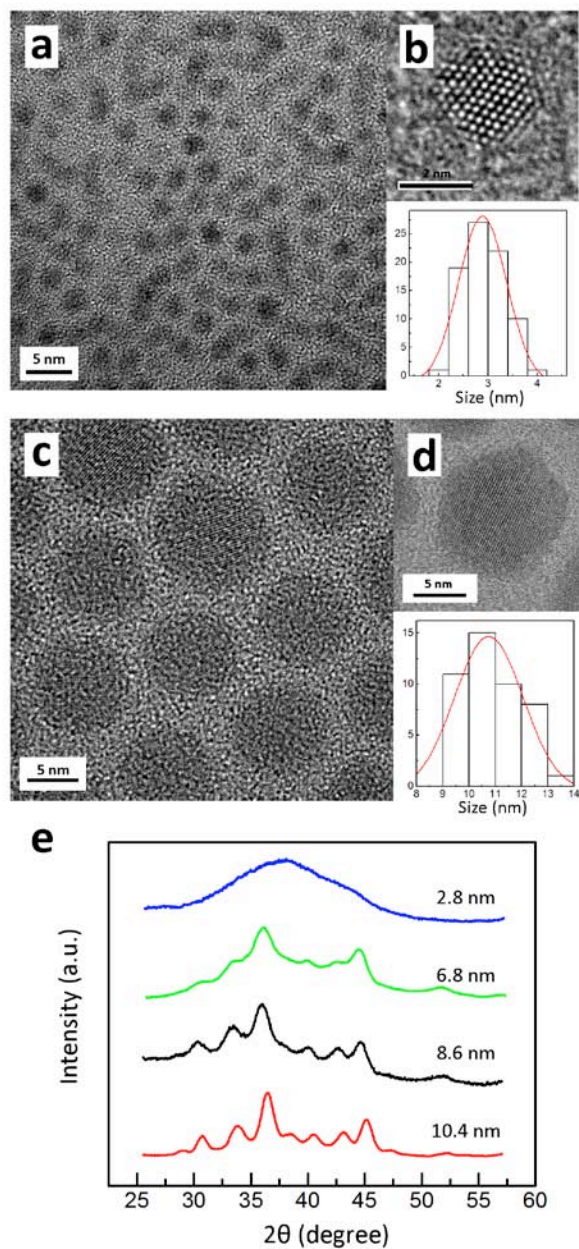 a
b
5 nm
2 nm
25
20
15
10
5
0
2 3 4
Size (nm)
c
d
5 nm
5 nm
15
10
5
0
8 9 10 11 12 13 14
Size (nm)
e
Intensity (a.u.)
2.8 nm
6.8 nm
8.6 nm
10.4 nm
25 30 35 40 45 50 55 60
2θ (degree)